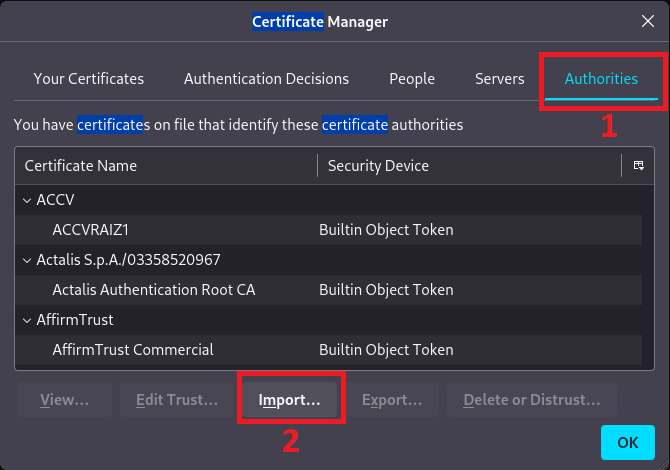 Certificate Manager
Your Certificates Authentication Decisions People Servers Authorities
1
You have certificates on file that identify these certificate authorities
Certificate Name Security Device
ACCV
ACCVRAIZ1 Builtin Object Token
Actalis S.p.A./03358520967
Actalis Authentication Root CA Builtin Object Token
AffirmTrust
AffirmTrust Commercial Builtin Object Token
View... Edit Trust... Import... Export... Delete or Distrust...
2
OK